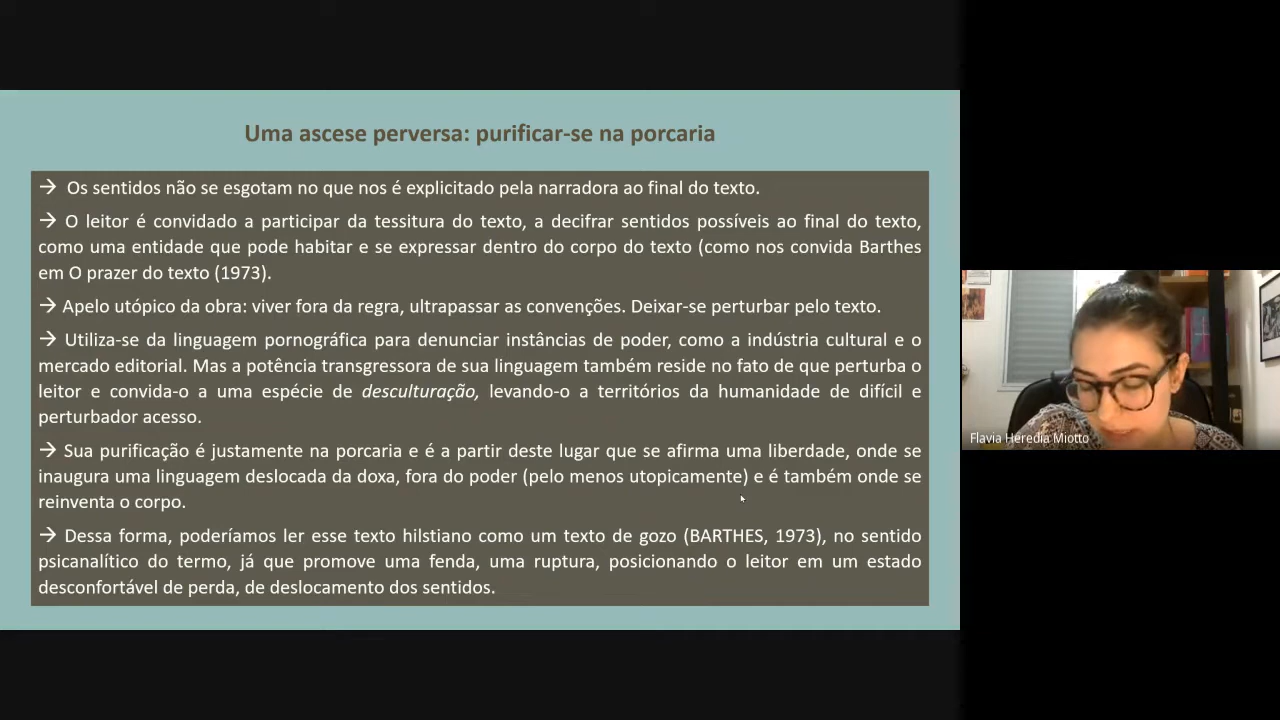 Uma ascese perversa: purificar-se na porcaria
→ Os sentidos não se esgotam no que nos é explicitado pela narradora ao final do texto.
→ O leitor é convidado a participar da tessitura do texto, a decifrar sentidos possíveis ao final do texto,
como uma entidade que pode habitar e se expressar dentro do corpo do texto (como nos convida Barthes
em O prazer do texto (1973).
→ Apelo utópico da obra: viver fora da regra, ultrapassar as convenções. Deixar-se perturbar pelo texto.
→ Utiliza-se da linguagem pornográfica para denunciar instâncias de poder, como a indústria cultural e o
mercado editorial. Mas a potência transgressora de sua linguagem também reside no fato de que perturba o
leitor e convida-o a uma espécie de desculturação, levando-o a territórios da humanidade de difícil e
perturbador acesso.
→ Sua purificação é justamente na porcaria e é a partir deste lugar que se afirma uma liberdade, onde se
inaugura uma linguagem deslocada da doxa, fora do poder (pelo menos utopicamente) e é também onde se
reinventa o corpo.
→ Dessa forma, poderíamos ler esse texto hilstiano como um texto de gozo (BARTHES, 1973), no sentido
psicanalítico do termo, já que promove uma fenda, uma ruptura, posicionando o leitor em um estado
desconfortável de perda, de deslocamento dos sentidos.
Flavia Heredia Miotto